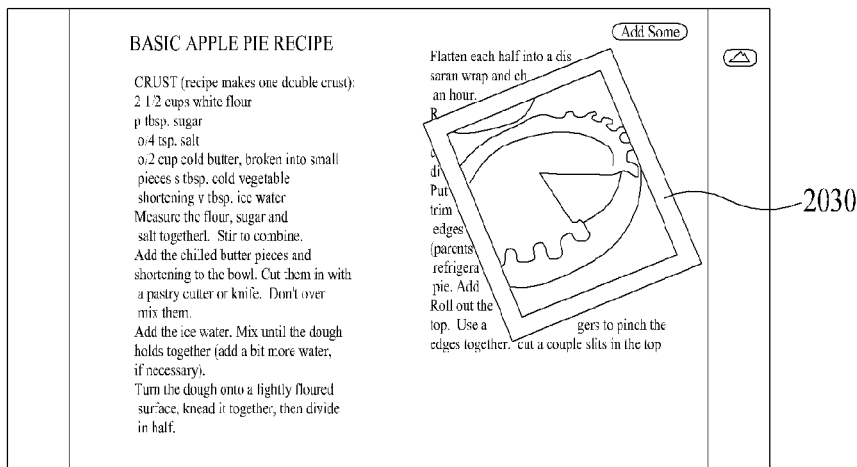 BASIC APPLE PIE RECIPE
CRUST (recipe makes one double crust):
2 1/2 cups white flour
p tbsp. sugar
o/4 tsp. salt
o/2 cup cold butter, broken into small
pieces s tbsp. cold vegetable
shortening v tbsp. ice water
Measure the flour, sugar and
salt togetherl. Stir to combine.
Add the chilled butter pieces and
shortening to the bowl. Cut them in with
a pastry cutter or knife. Don't over
mix them.
Add the ice water. Mix until the dough
holds together (add a bit more water,
if necessary).
Turn the dough onto a lightly floured
surface, knead it together, then divide
in half.
Add Some
Flatten each half into a dis
saran wrap and ch
an hour.
R
di
Put
trim
edges
(parents
refrigera
pie. Add
Roll out the
top. Use a gers to pinch the
edges together. cut a couple slits in the top
2030